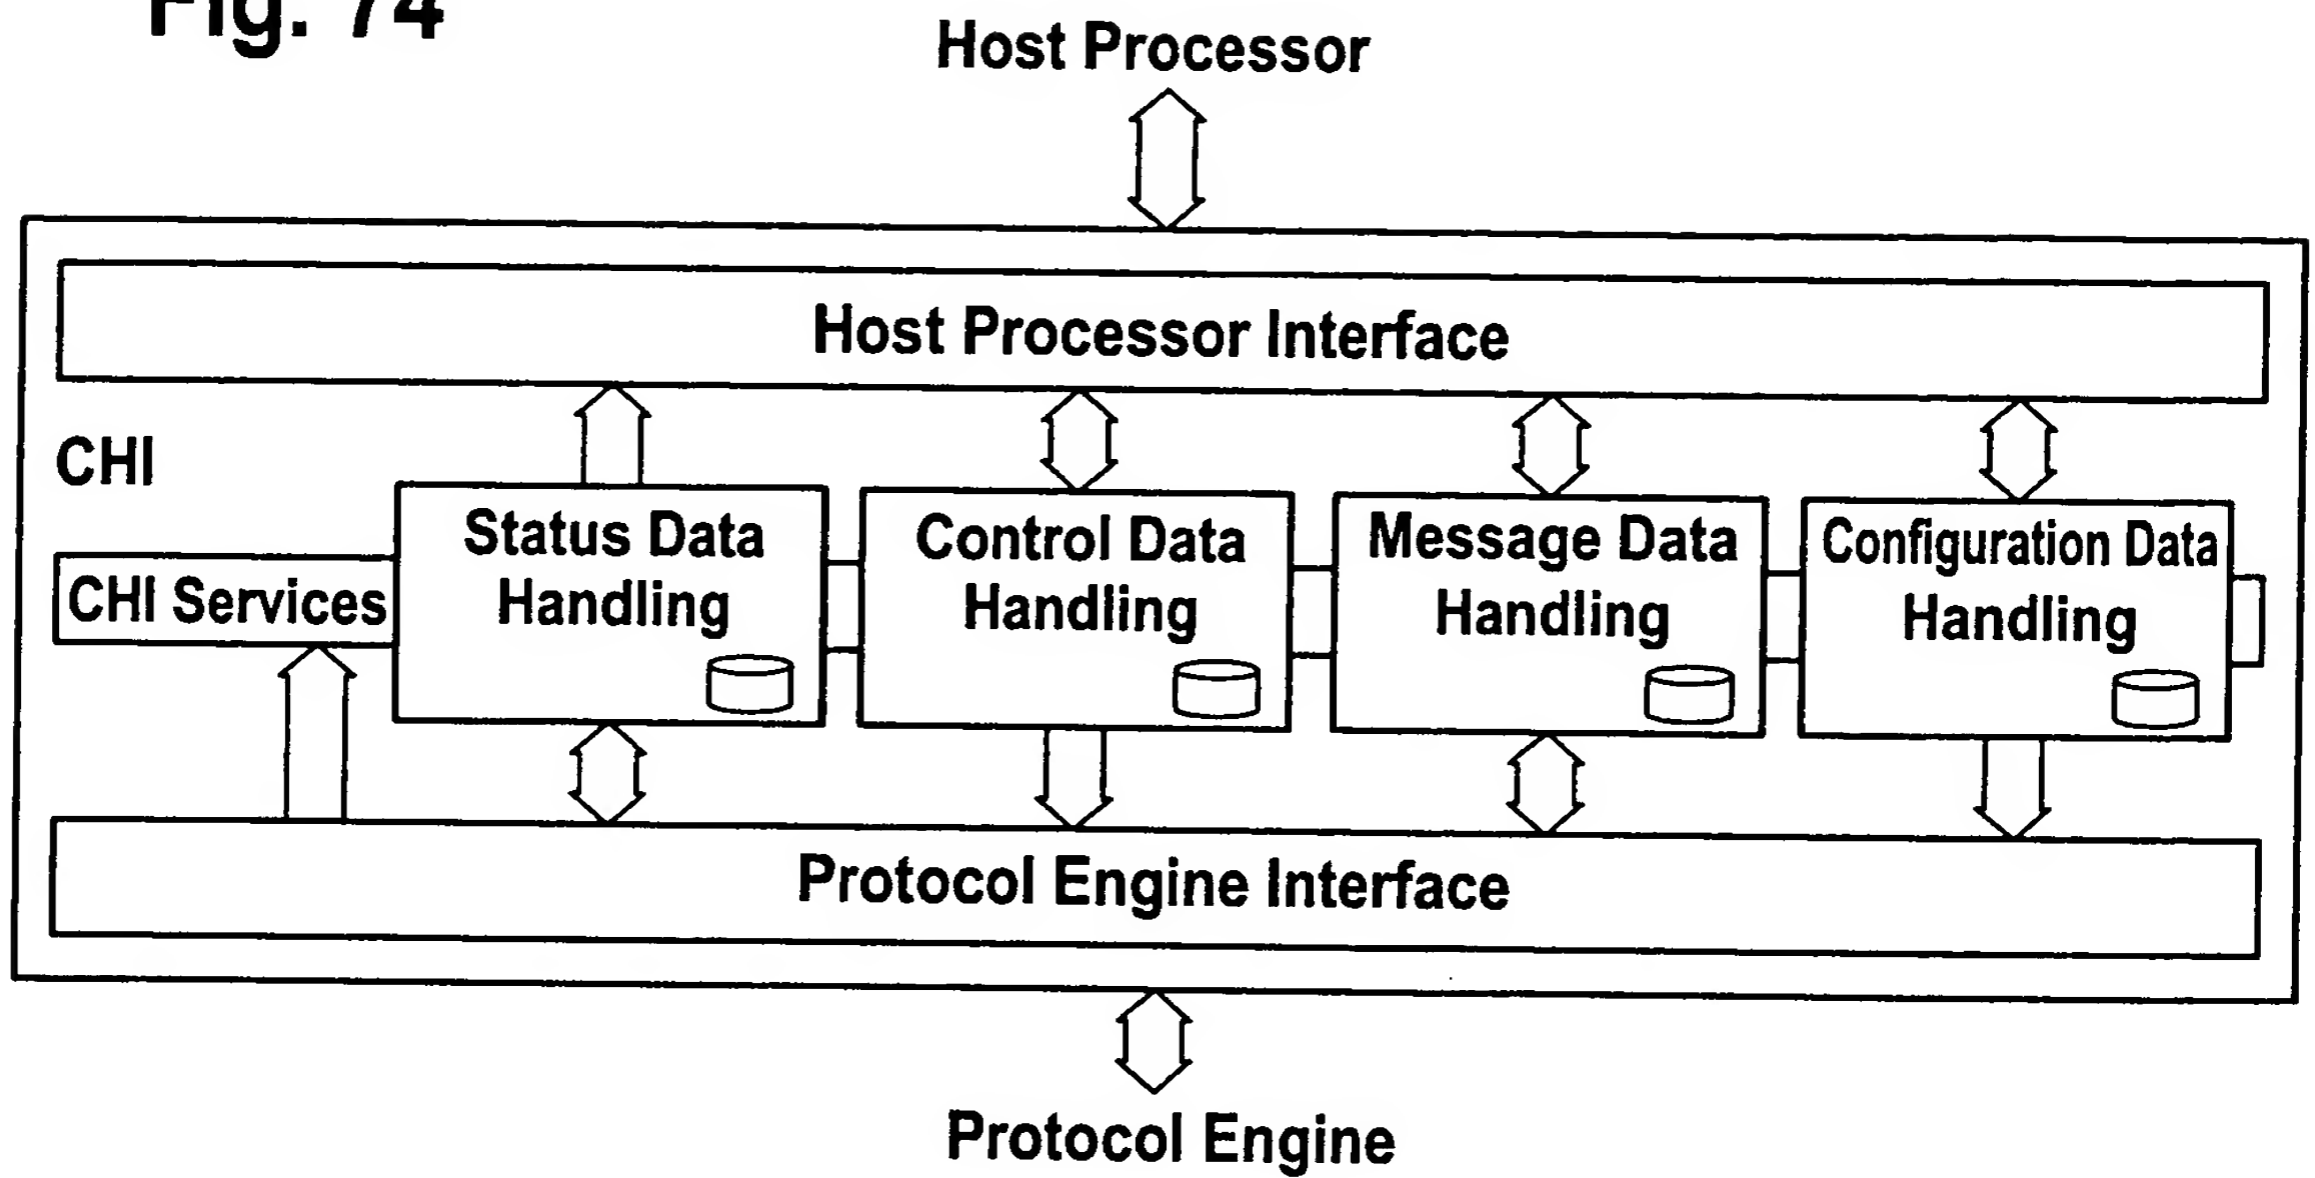 Fig. 74
Host Processor
Host Processor Interface
CHI
CHI Services
Status Data
Handling
Control Data
Handling
Message Data
Handling
Configuration Data
Handling
Protocol Engine Interface
Protocol Engine